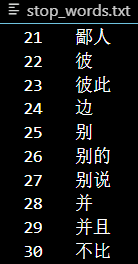 stop_words.txt
21 鄙人
22 彼
23 彼此
24 边
25 别
26 别的
27 别说
28 并
29 并且
30 不比